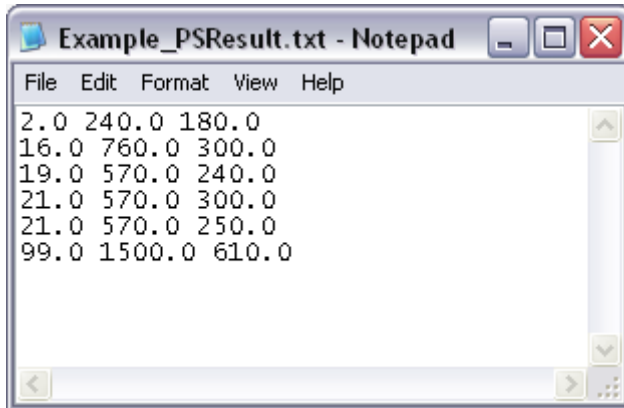 Example_PSResult.txt - Notepad
File Edit Format View Help
2.0 240.0 180.0
16.0 760.0 300.0
19.0 570.0 240.0
21.0 570.0 300.0
21.0 570.0 250.0
99.0 1500.0 610.0